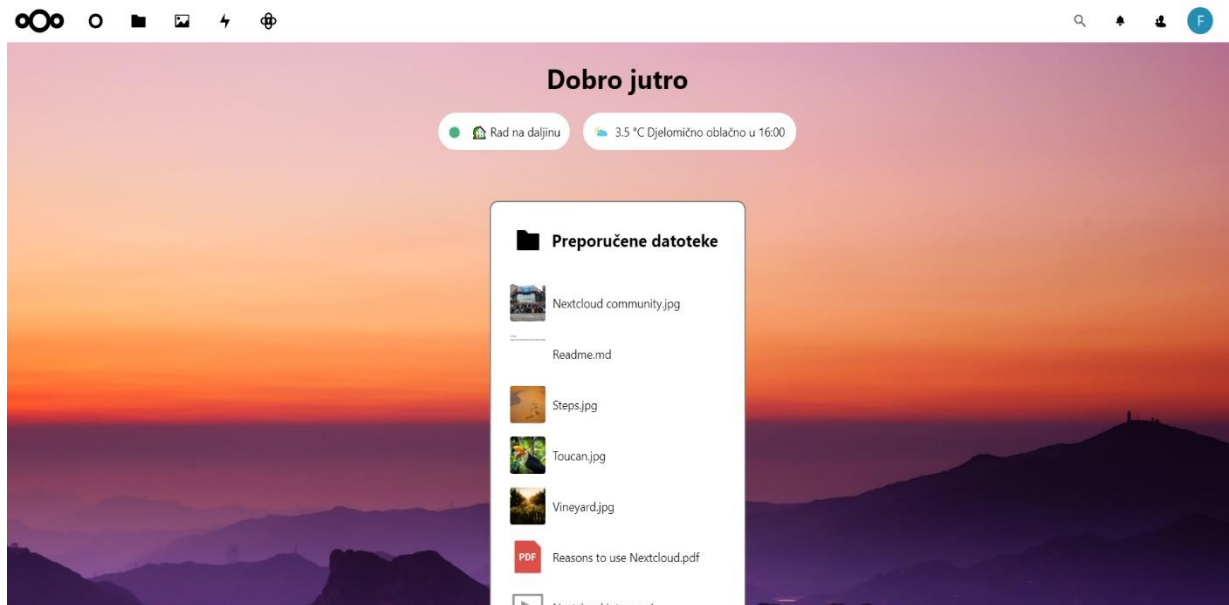 F
Dobro jutro
Rad na daljinu
3.5 °C Djelomično oblačno u 16:00
Preporučene datoteke
Nextcloud community.jpg
Readme.md
Steps.jpg
Toucan.jpg
Vineyard.jpg
PDF
Reasons to use Nextcloud.pdf